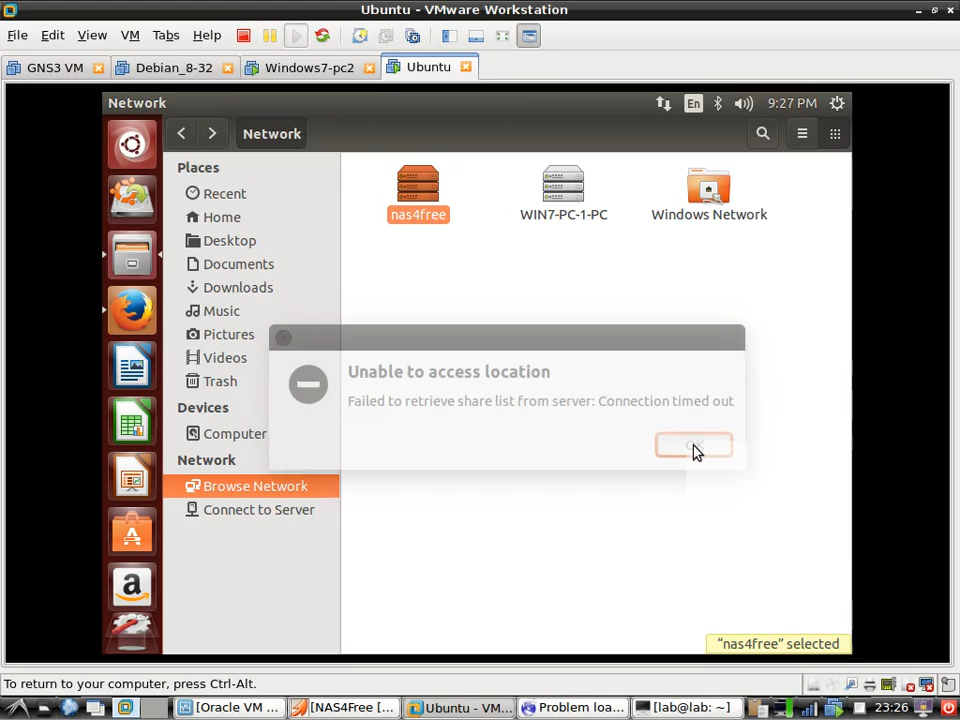 Ubuntu - VMware Workstation
File Edit View VM Tabs Help
GNS3 VM Debian_8-32 Windows7-pc2 Ubuntu
Network En 9:27 PM
Network
Places
Recent
Home
Desktop
Documents
Downloads
Music
Pictures
Videos
Trash
Devices
Computer
Network
Browse Network
Connect to Server
nas4free WIN7-PC-1-PC Windows Network
Unable to access location
Failed to retrieve share list from server: Connection timed out
OK
a
“nas4free” selected
To return to your computer, press Ctrl-Alt.
[Oracle VM ... [NAS4Free [... Ubuntu - VM... Problem loa... [lab@lab: ~] 23:26